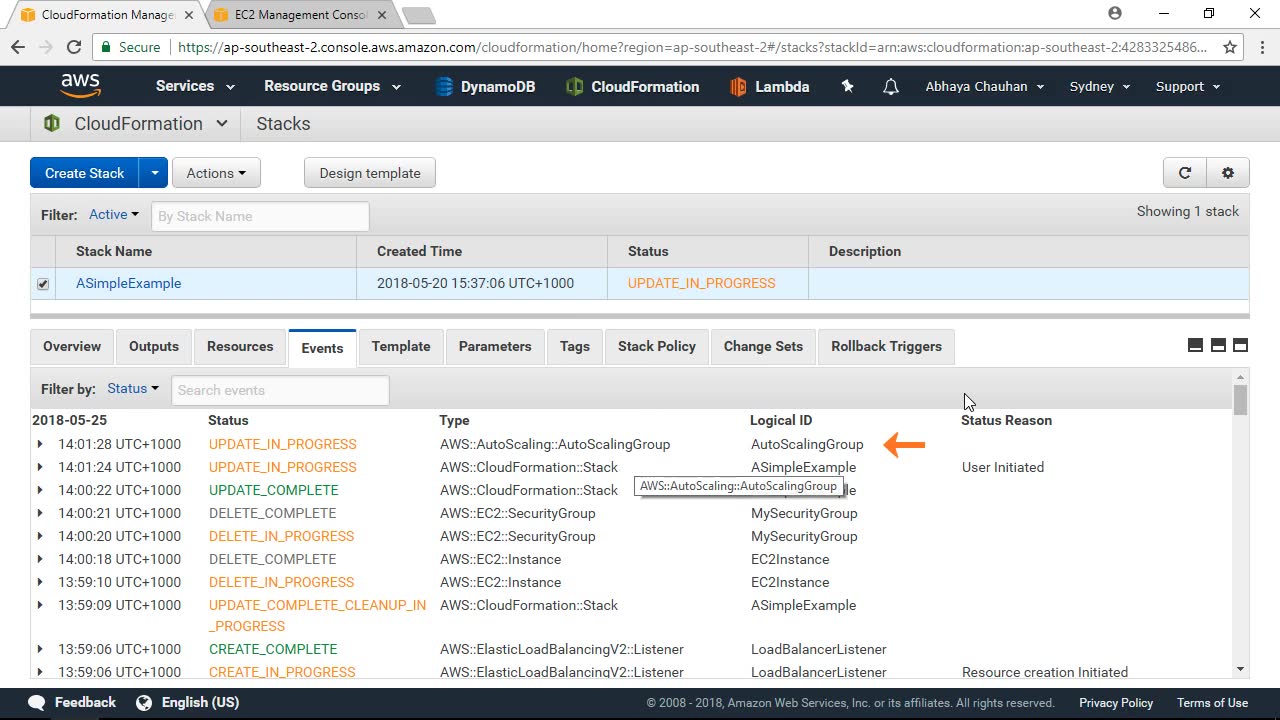 CloudFormation Manage
EC2 Management Conso
Secure https://ap-southeast-2.console.aws.amazon.com/cloudformation/home?region=ap-southeast-2#/stacks?stackId=arn:aws:cloudformation:ap-southeast-2:4283325486...
aws Services Resource Groups DynamoDB CloudFormation Lambda Abhaya Chauhan Sydney Support
CloudFormation Stacks
Create Stack Actions Design template
Filter: Active By Stack Name Showing 1 stack
Stack Name Created Time Status Description
ASimpleExample 2018-05-20 15:37:06 UTC+1000 UPDATE_IN_PROGRESS
Overview Outputs Resources Events Template Parameters Tags Stack Policy Change Sets Rollback Triggers
Filter by: Status Search events
2018-05-25 Status Type Logical ID Status Reason
14:01:28 UTC+1000 UPDATE_IN_PROGRESS AWS::AutoScaling::AutoScalingGroup AutoScalingGroup
14:01:24 UTC+1000 UPDATE_IN_PROGRESS AWS::CloudFormation::Stack ASimpleExample User Initiated
AWS::AutoScaling::AutoScalingGroup
14:00:22 UTC+1000 UPDATE_COMPLETE AWS::CloudFormation::Stack
14:00:21 UTC+1000 DELETE_COMPLETE AWS::EC2::SecurityGroup MySecurityGroup
14:00:20 UTC+1000 DELETE_IN_PROGRESS AWS::EC2::SecurityGroup MySecurityGroup
14:00:18 UTC+1000 DELETE_COMPLETE AWS::EC2::Instance EC2Instance
13:59:10 UTC+1000 DELETE_IN_PROGRESS AWS::EC2::Instance EC2Instance
13:59:09 UTC+1000 UPDATE_COMPLETE_CLEANUP_IN AWS::CloudFormation::Stack ASimpleExample
_PROGRESS
13:59:06 UTC+1000 CREATE_COMPLETE AWS::ElasticLoadBalancingV2::Listener LoadBalancerListener
13:59:06 UTC+1000 CREATE_IN_PROGRESS AWS::ElasticLoadBalancingV2::Listener LoadBalancerListener Resource creation Initiated
Feedback English (US) © 2008 - 2018, Amazon Web Services, Inc. or its affiliates. All rights reserved. Privacy Policy Terms of Use